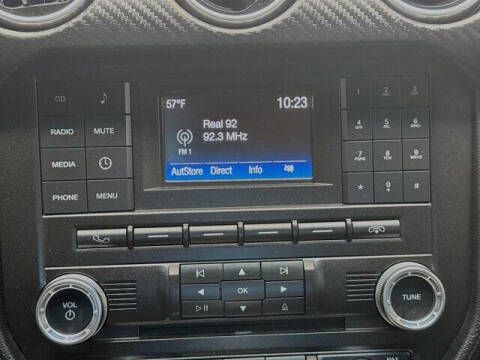 57°F
10:23
Real 92
92.3 MHz
FM 1
AutStore Direct Info
CD
RADIO MUTE
MEDIA
PHONE MENU
1 2 3
4 5 6
7 8 9
* 0 #
VOL
OK
TUNE
MAX